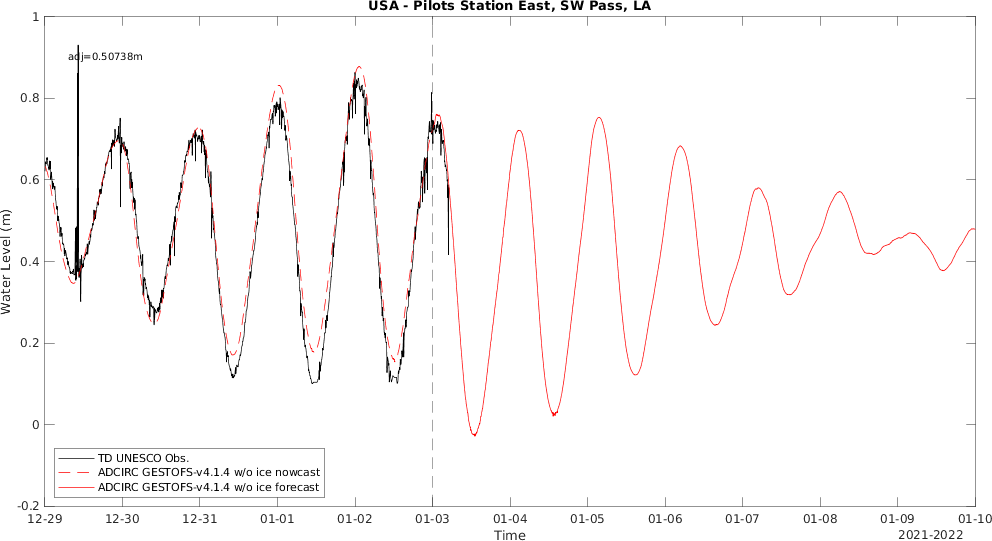 USA - Pilots Station East, SW Pass, LA
1
adj=0.50738m
0.8
0.6
0.4
0.2
0
-0.2
Water Level (m)
TD UNESCO Obs.
ADCIRC GESTOFS-v4.1.4 w/o ice nowcast
ADCIRC GESTOFS-v4.1.4 w/o ice forecast
12-29 12-30 12-31 01-01 01-02 01-03 01-04 01-05 01-06 01-07 01-08 01-09 01-10
Time
2021-2022